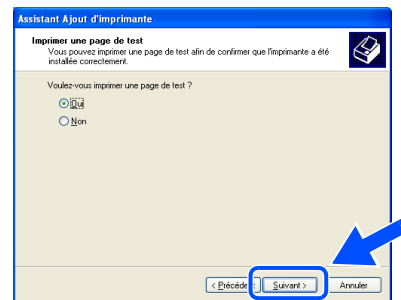 Assistant Ajout d'imprimante
Imprimer une page de test
Vous pouvez imprimer une page de test afin de confirmer que l'imprimante a été
installée correctement.
Voulez-vous imprimer une page de test ?
Oui
Non
< Précéde Suivant > Annuler